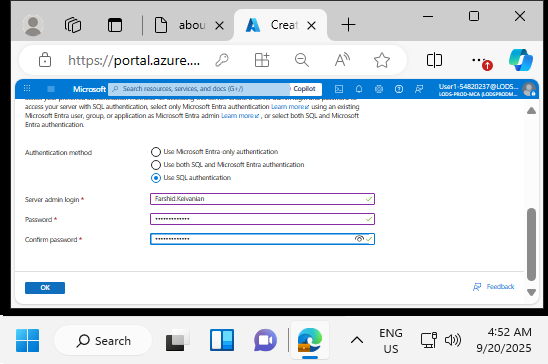 abou
Creat
https://portal.azure....
Microsoft
Search resources, services, and docs (G+/)
Copilot
User1-54820237@LODS...
LODS-PROD-MCA (LODSPRODM...
access your server with SQL authentication, select only Microsoft Entra authentication Learn more using an existing
Microsoft Entra user, group, or application as Microsoft Entra admin Learn more , or select both SQL and Microsoft
Entra authentication.
Authentication method
Use Microsoft Entra-only authentication
Use both SQL and Microsoft Entra authentication
Use SQL authentication
Server admin login *
Farshid.Keivanian
Password *
•••••••••••••
Confirm password *
•••••••••••••
OK
Feedback
Search
ENG
US
4:52 AM
9/20/2025